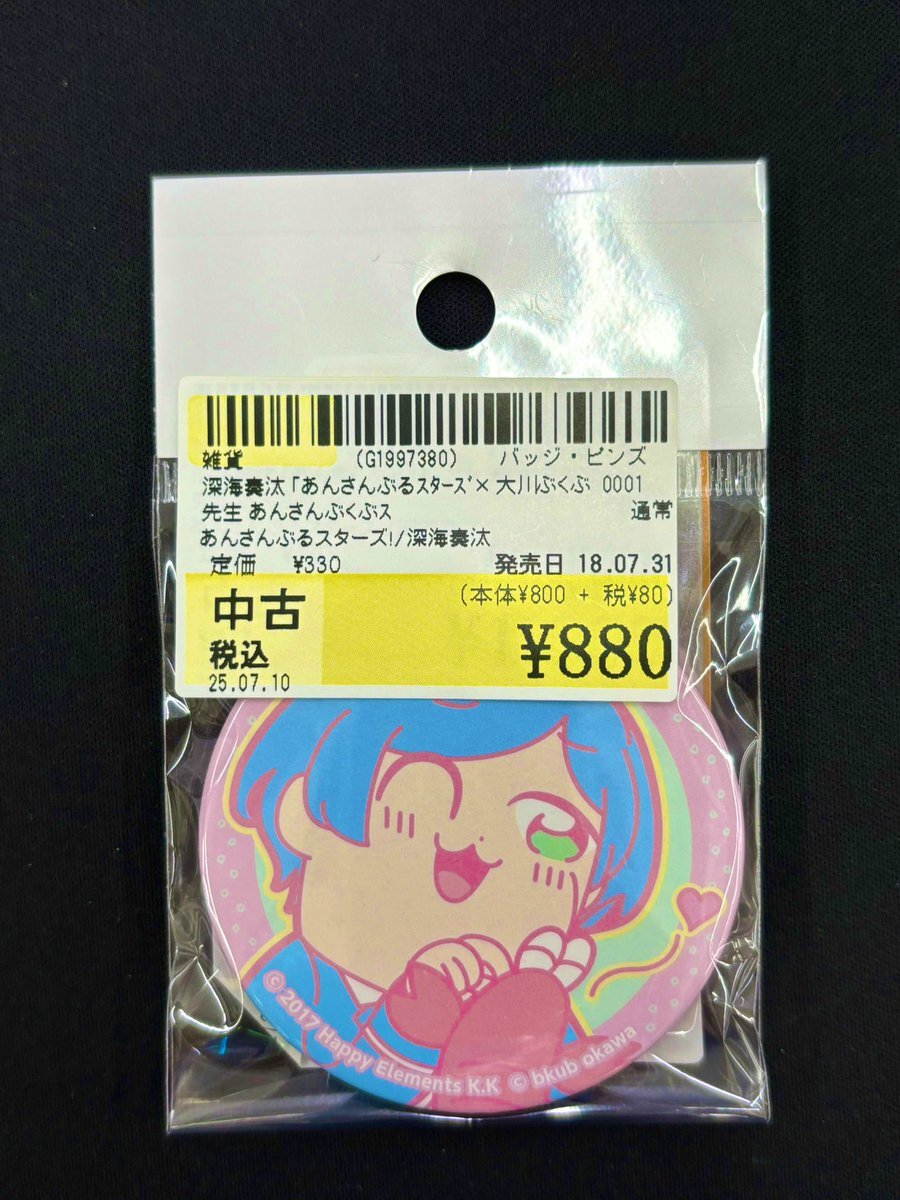 雑貨 (G1997380) バッジ・ピンズ
深海奏汰「あんさんぶるｽﾀｰｽﾞ×大川ぶくぶ 0001
先生 あんさんぶくぶス 通常
あんさんぶるスターズ!/深海奏汰
定価 ¥330 発売日 18.07.31
(本体¥800 + 税¥80)
中古
税込 ¥880
25.07.10
© 2017 Happy Elements K.K © bkub okawa